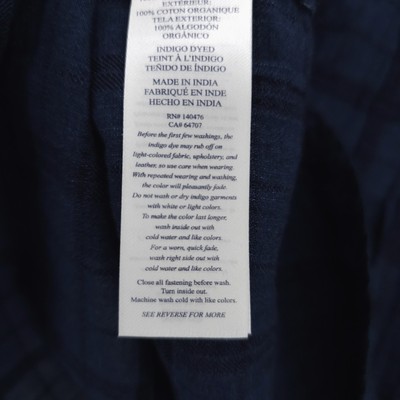 EXTÉRIEUR:
100% COTON ORGANIQUE
TELA EXTERIOR:
100% ALGODÓN
ORGÁNICO
INDIGO DYED
TEINT À L'INDIGO
TEÑIDO DE ÍNDIGO
MADE IN INDIA
FABRIQUÉ EN INDE
HECHO EN INDIA
RN# 140476
CA# 64707
Before the first few washings, the
indigo dye may rub off on
light-colored fabric, upholstery, and
leather, so use care when wearing.
With repeated wearing and washing,
the color will pleasantly fade.
Do not wash or dry indigo garments
with white or light colors.
To make the color last longer,
wash inside out with
cold water and like colors.
For a worn, quick fade,
wash right side out with
cold water and like colors.
Close all fastening before wash.
Turn inside out.
Machine wash cold with like colors.
SEE REVERSE FOR MORE